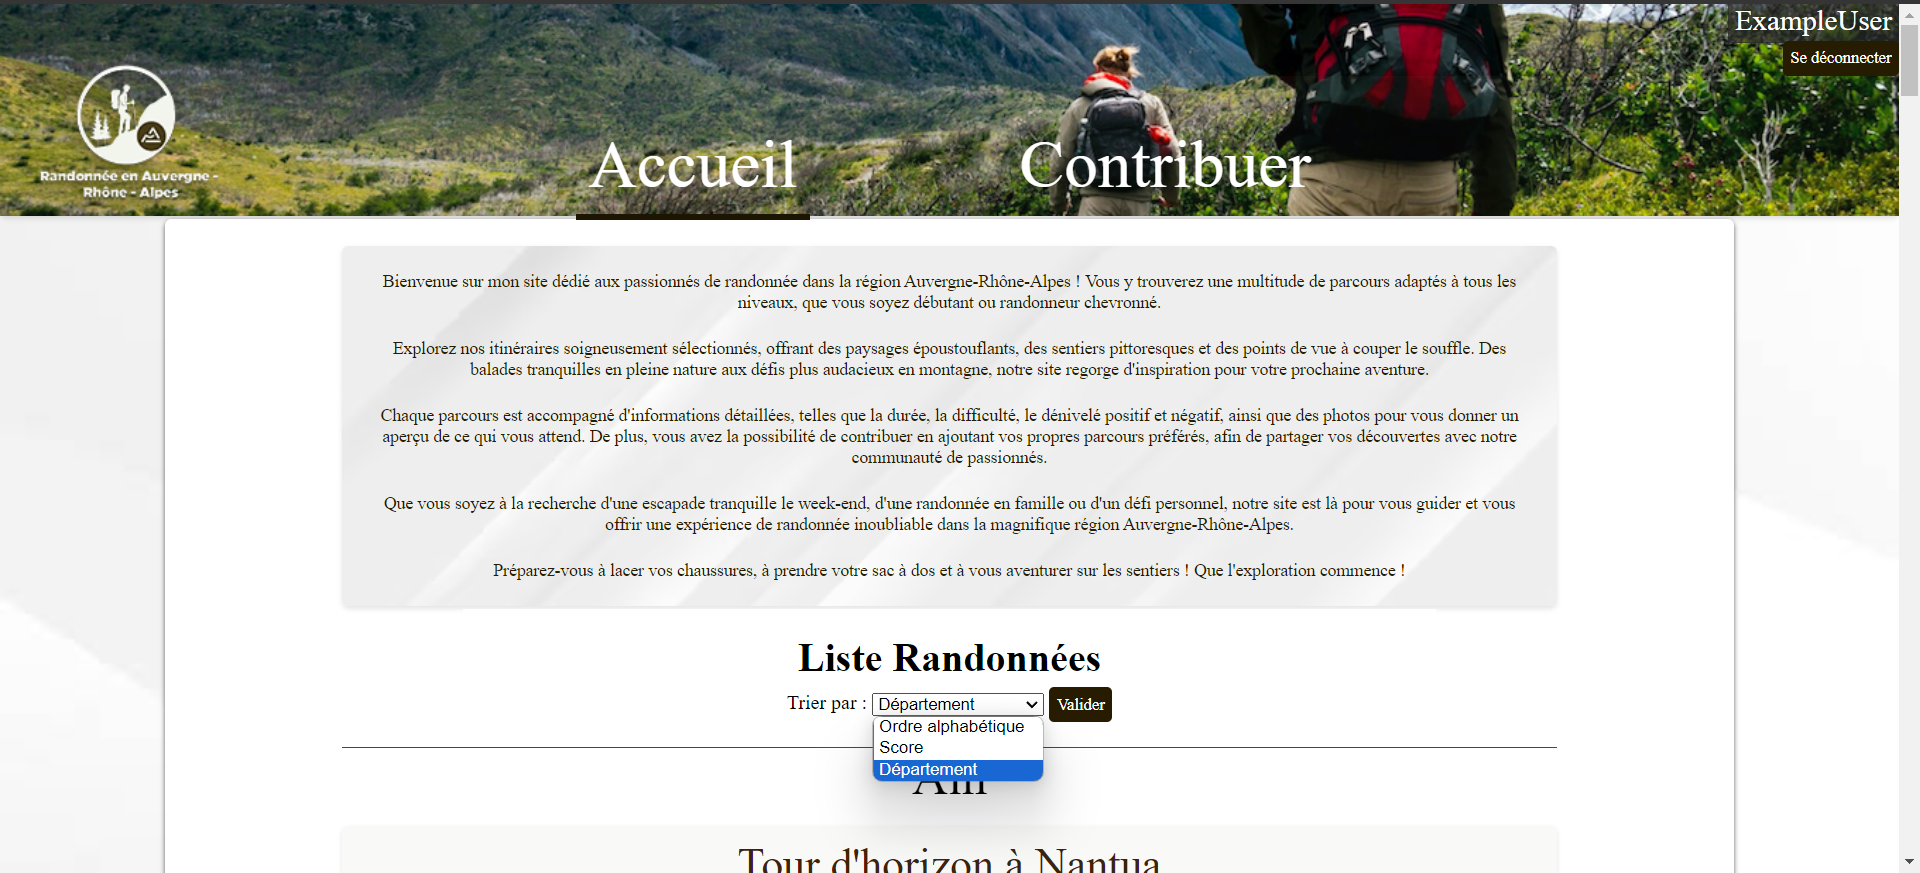 ExampleUser
Se déconnecter
Randonnée en Auvergne -
Rhône - Alpes
Accueil
Contribuer
Bienvenue sur mon site dédié aux passionnés de randonnée dans la région Auvergne-Rhône-Alpes ! Vous y trouverez une multitude de parcours adaptés à tous les
niveaux, que vous soyez débutant ou randonneur chevronné.
Explorez nos itinéraires soigneusement sélectionnés, offrant des paysages époustouflants, des sentiers pittoresques et des points de vue à couper le souffle. Des
balades tranquilles en pleine nature aux défis plus audacieux en montagne, notre site regorge d'inspiration pour votre prochaine aventure.
Chaque parcours est accompagné d'informations détaillées, telles que la durée, la difficulté, le dénivelé positif et négatif, ainsi que des photos pour vous donner un
aperçu de ce qui vous attend. De plus, vous avez la possibilité de contribuer en ajoutant vos propres parcours préférés, afin de partager vos découvertes avec notre
communauté de passionnés.
Que vous soyez à la recherche d'une escapade tranquille le week-end, d'une randonnée en famille ou d'un défi personnel, notre site est là pour vous guider et vous
offrir une expérience de randonnée inoubliable dans la magnifique région Auvergne-Rhône-Alpes.
Préparez-vous à lacer vos chaussures, à prendre votre sac à dos et à vous aventurer sur les sentiers ! Que l'exploration commence !
Liste Randonnées
Trier par : Département Valider
Ordre alphabétique
Score
Département
Ain
Tour d'horizon à Nantua